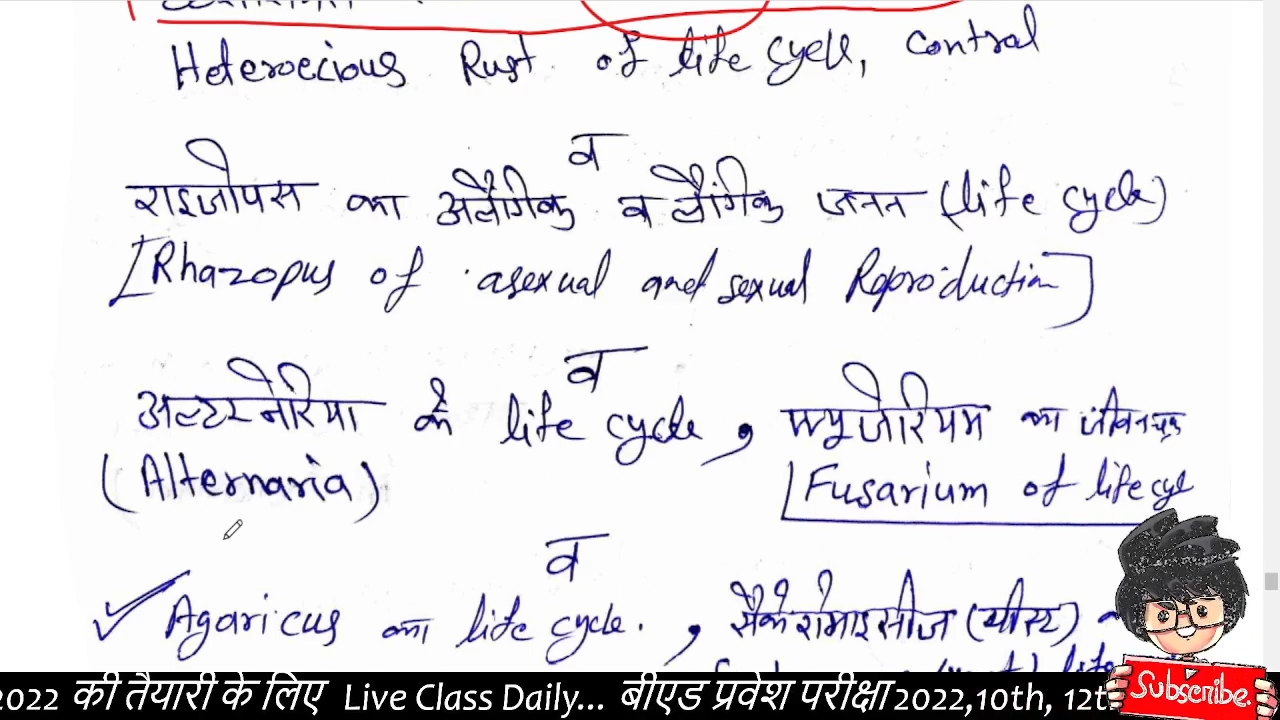 Heteroecious Rust of life cycle, control
व
राइजोपस का अलैंगिक व लैंगिक जनन (life cycle)
[Rhazopus of asexual and sexual Reproduction]
व
अल्टरनेरिया के life cycle, फ्युजेरियम का जीवनचक्र
(Alternaria)
Fusarium of life cycl
व
Agaricus का life cycle. , सैकेरोमाइसीज (यीस्ट)
2022 की तैयारी के लिए Live Class Daily... बीएड प्रवेश परीक्षा 2022,10th, 12t
Subscribe.